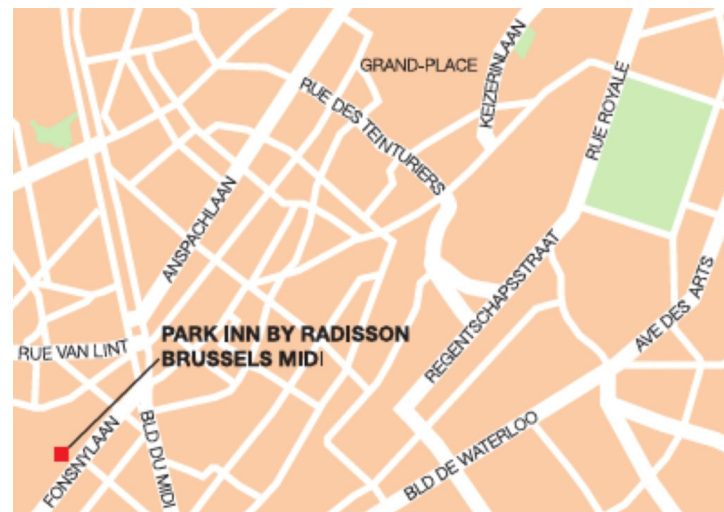 GRAND-PLACE
KEIZERINLAAN
RUE DES TEINTURIERS
RUE ROYALE
ANSPACHLAAN
REGENTSCHAPSSTRAAT
AVE DES ARTS
PARK INN BY RADISSON
BRUSSELS MIDI
RUE VAN LINT
FONSNYLAAN
BLD DU MIDI
BLD DE WATERLOO